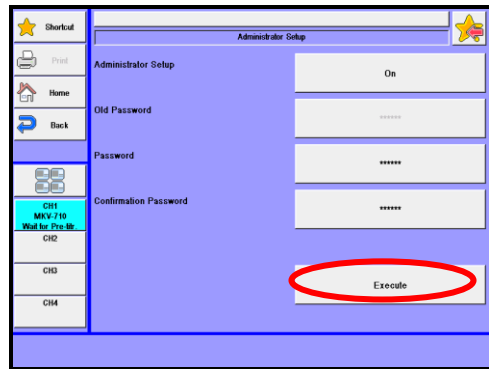 Shortcut
Administrator Setup
Print
Administrator Setup
On
Home
Old Password
******
Back
Password
******
Confirmation Password
******
CH1
MKV-710
Wait for Pre-titr.
CH2
CH3
Execute
CH4